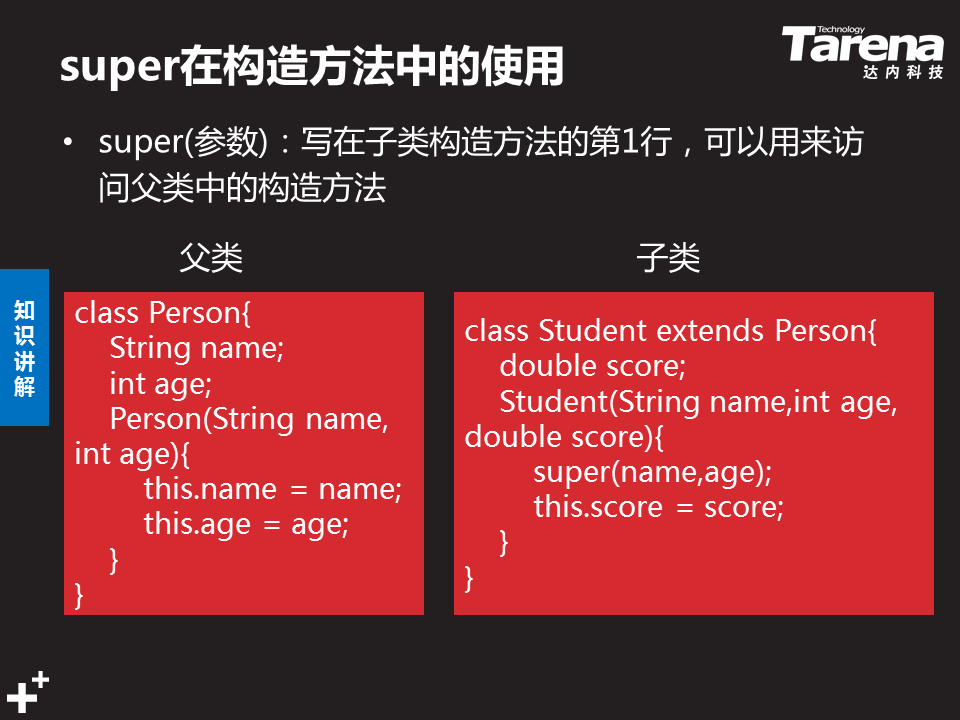 super在构造方法中的使用
Technology
Tarena
达内科技
• super(参数)：写在子类构造方法的第1行，可以用来访
问父类中的构造方法
父类
子类
知
识
讲
解
class Person{
String name;
int age;
Person(String name,
int age){
this.name = name;
this.age = age;
}
}
class Student extends Person{
double score;
Student(String name,int age,
double score){
super(name,age);
this.score = score;
}
}